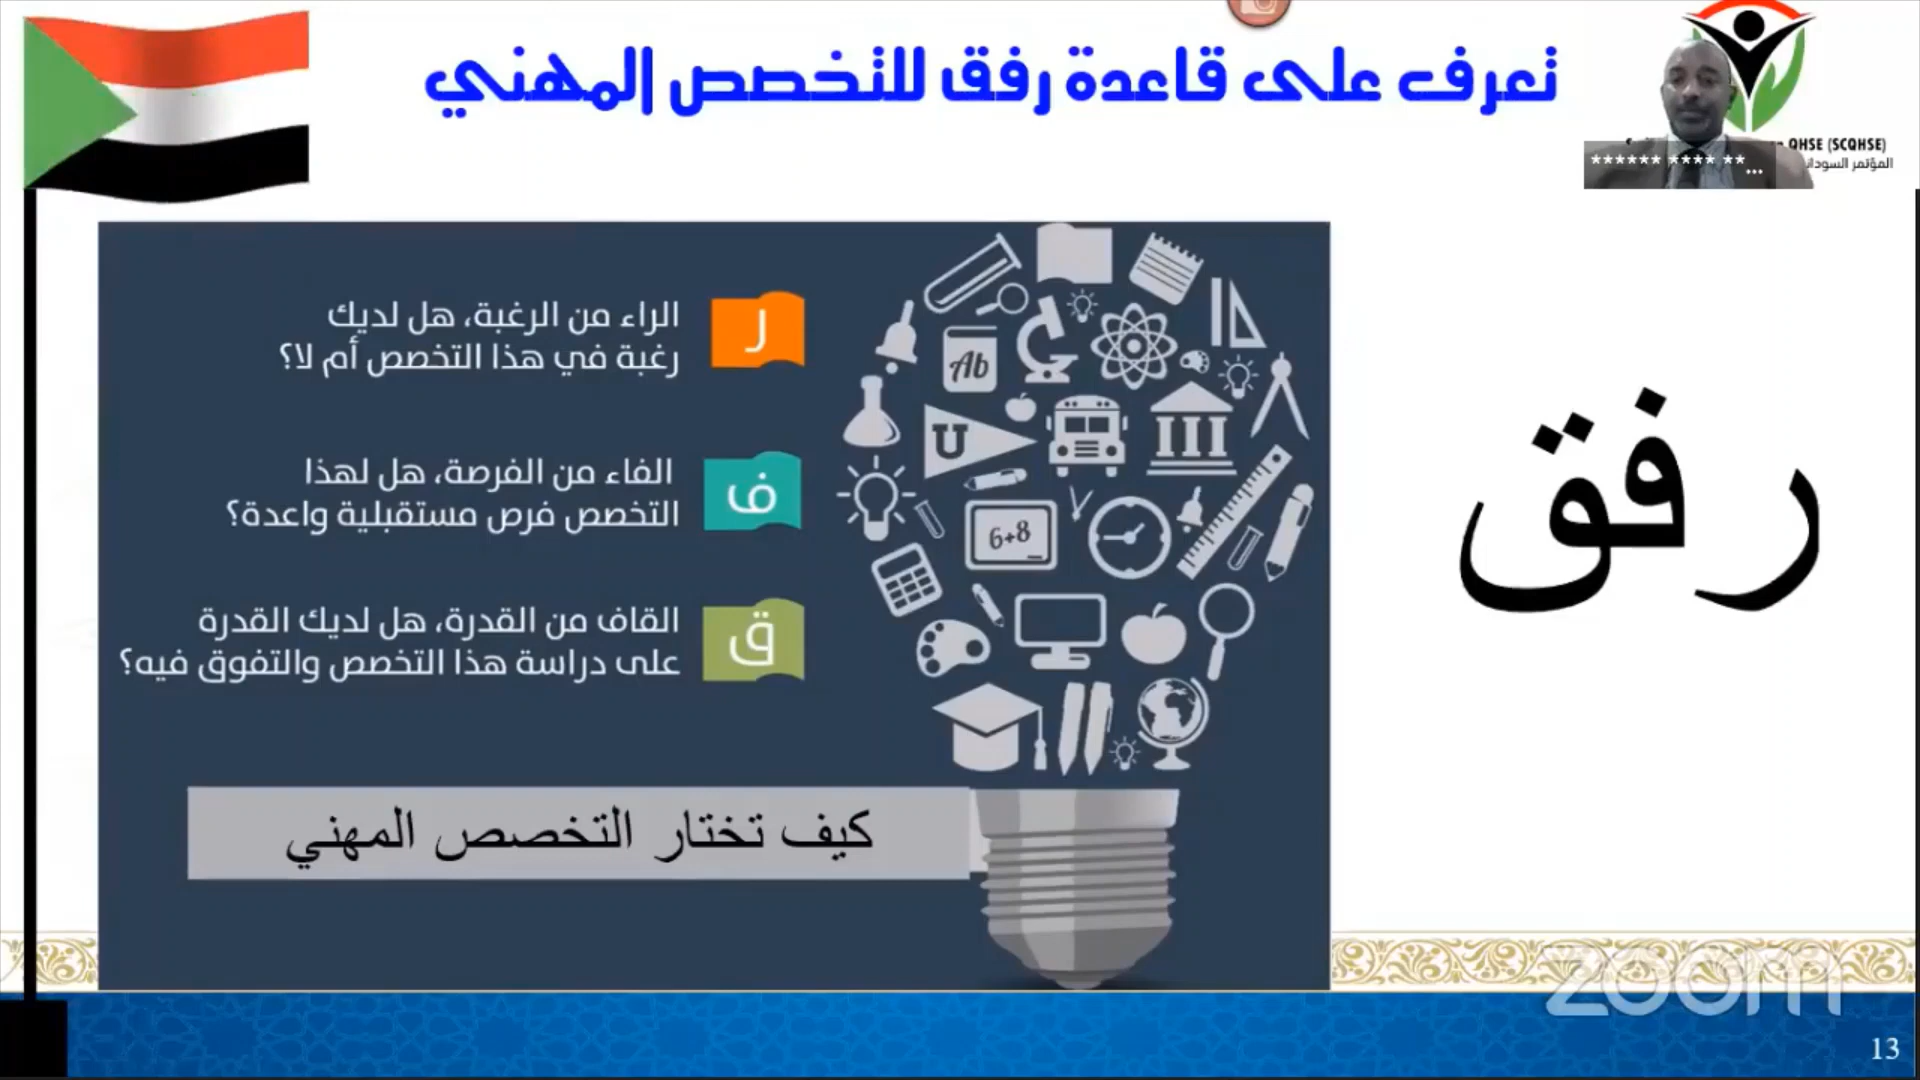 تعرف على قاعدة رفق للتخصص المهني
QHSE (SCQHSE)
****** **** **...
ر
الراء من الرغبة، هل لديك
رغبة في هذا التخصص أم لا؟
ف
الفاء من الفرصة، هل لهذا
التخصص فرص مستقبلية واعدة؟
ق
القاف من القدرة، هل لديك القدرة
على دراسة هذا التخصص والتفوق فيه؟
Ab
U
6+8
رفق
كيف تختار التخصص المهني
zoom
13